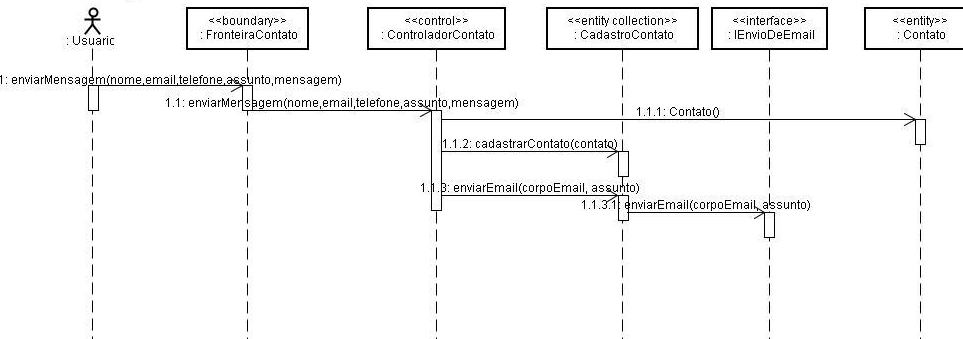 <<boundary>>
<<control>>
<<entity collection>>
<<interface>>
<<entity>>
: Usuaric
: FronteiraContato
: ControladorContato
: CadastroContato
: IEnvioDeEmail
: Contato
1: enviarMensagem(nome,email,telefone,assunto,mensagem)
1.1: enviarMensagem(nome,email,telefone,assunto,mensagem)
1.1.1: Contato()
1.1.2: cadastrarContato(contato)
1.1.3: enviarEmail(corpoEmail, assunto)
1.1.3.1: enviarEmail(corpoEmail, assunto)